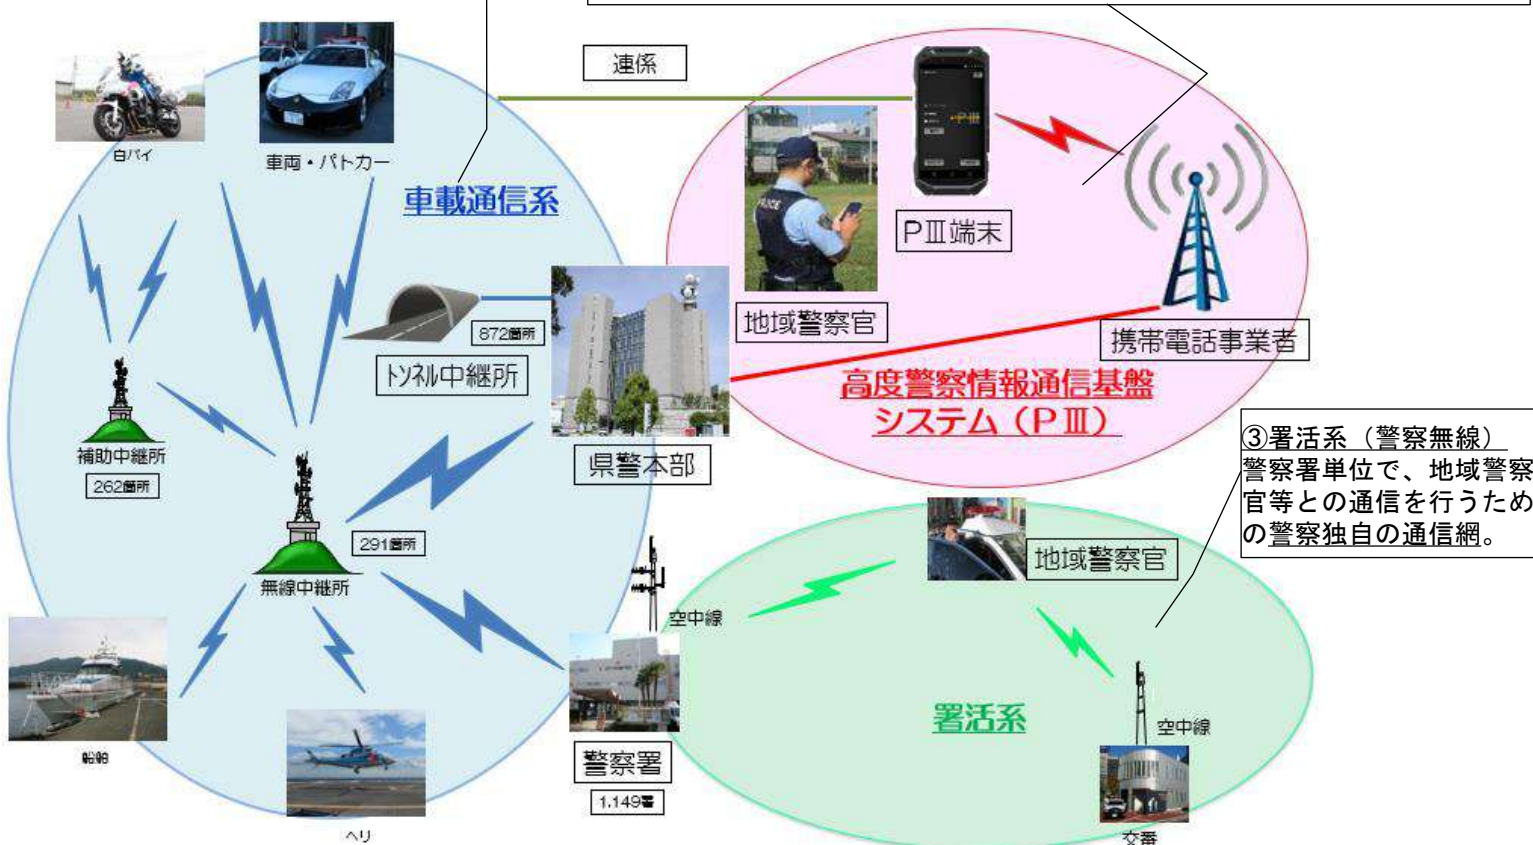 連係
白バイ
車両・パトカー
車載通信系
PⅢ端末
地域警察官
携帯電話事業者
872箇所
トンネル中継所
高度警察情報通信基盤
システム(PⅢ)
補助中継所
262箇所
県警本部
③署活系(警察無線)
警察署単位で、地域警察
官等との通信を行うため
の警察独自の通信網。
291箇所
無線中継所
地域警察官
空中線
署活系
空中線
船舶
警察署
1,149署
ヘリ
交番
POLICE
PⅢ